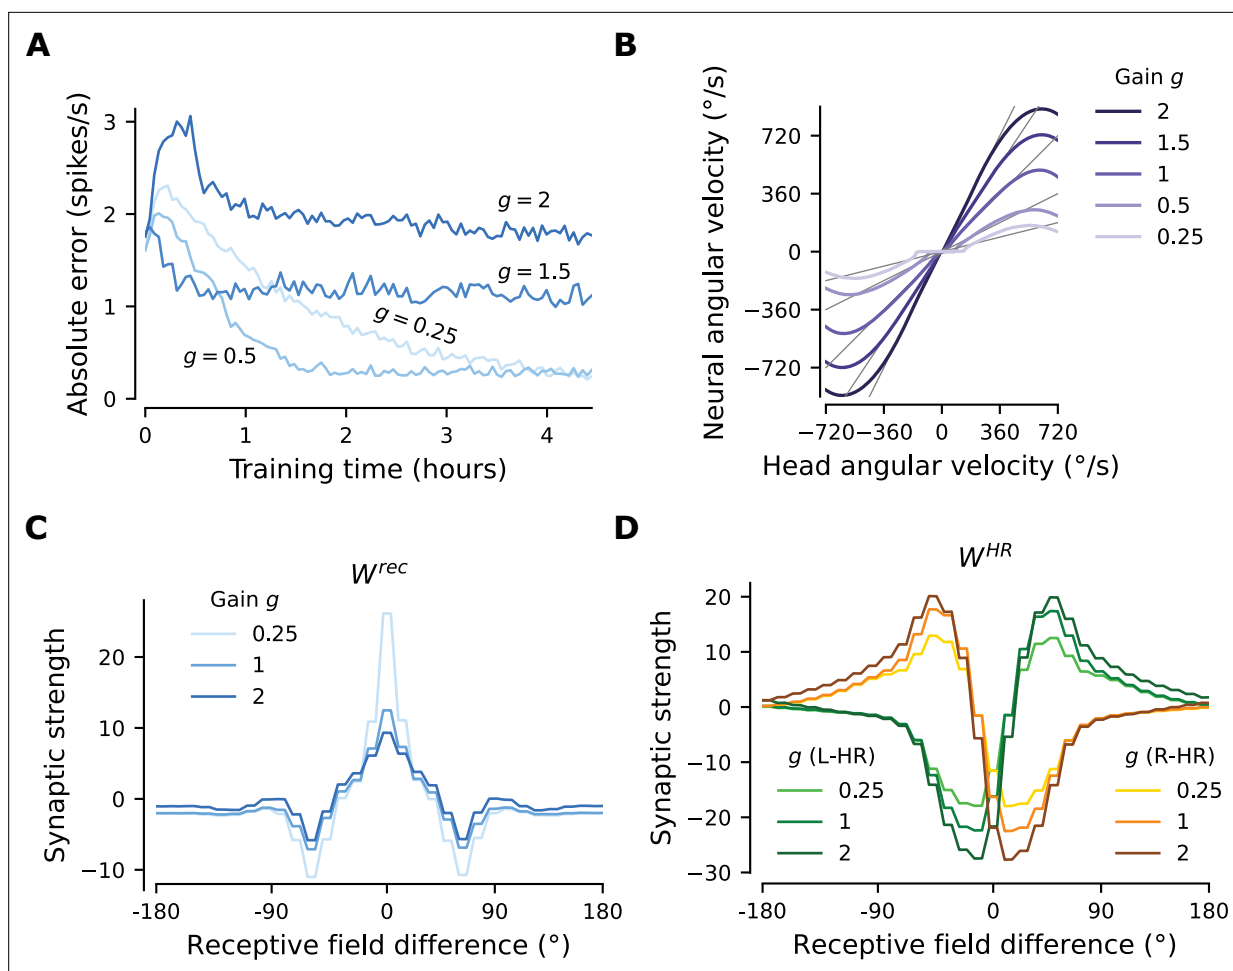 A
Absolute error (spikes/s)
3
2
1
0
g = 2
g = 1.5
g = 0.25
g = 0.5
0 1 2 3 4
Training time (hours)
B
Neural angular velocity (°/s)
720
360
0
−360
−720
−720 −360 0 360 720
Head angular velocity (°/s)
Gain g
2
1.5
1
0.5
0.25
C
W^rec
Gain g
0.25
1
2
Synaptic strength
20
10
0
−10
-180 -90 0 90 180
Receptive field difference (°)
D
W^HR
Synaptic strength
20
10
0
−10
−20
−30
g (L-HR)
0.25
1
2
g (R-HR)
0.25
1
2
-180 -90 0 90 180
Receptive field difference (°)